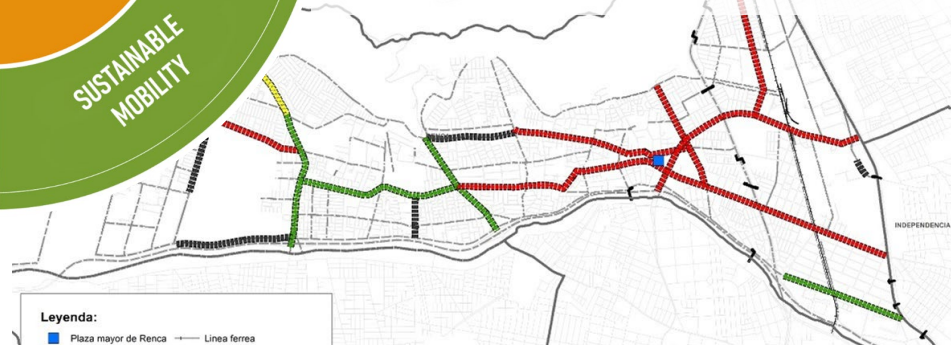 SUSTAINABLE
MOBILITY
INDEPENDENCIA
Leyenda:
Plaza mayor de Renca
Linea ferrea